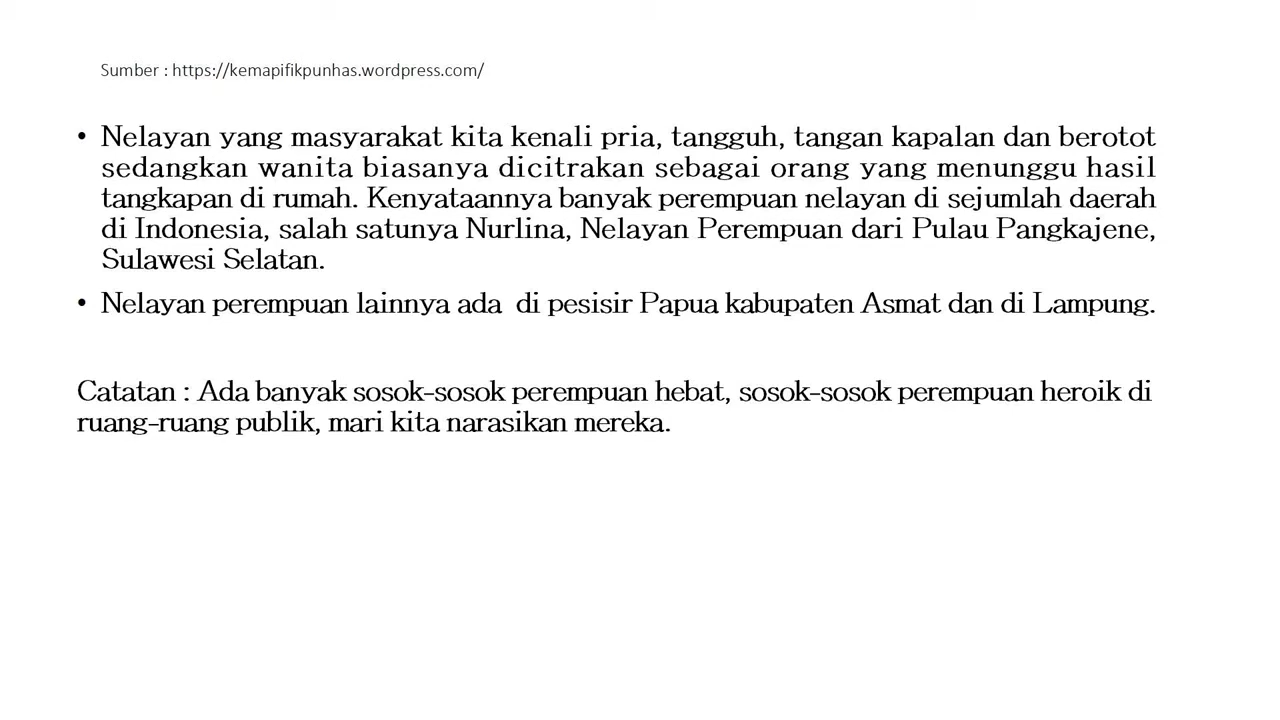 Sumber : https://kemapifikpunhas.wordpress.com/
• Nelayan yang masyarakat kita kenali pria, tangguh, tangan kapalan dan berotot
sedangkan wanita biasanya dicitrakan sebagai orang yang menunggu hasil
tangkapan di rumah. Kenyataannya banyak perempuan nelayan di sejumlah daerah
di Indonesia, salah satunya Nurlina, Nelayan Perempuan dari Pulau Pangkajene,
Sulawesi Selatan.
• Nelayan perempuan lainnya ada  di pesisir Papua kabupaten Asmat dan di Lampung.
Catatan : Ada banyak sosok-sosok perempuan hebat, sosok-sosok perempuan heroik di
ruang-ruang publik, mari kita narasikan mereka.